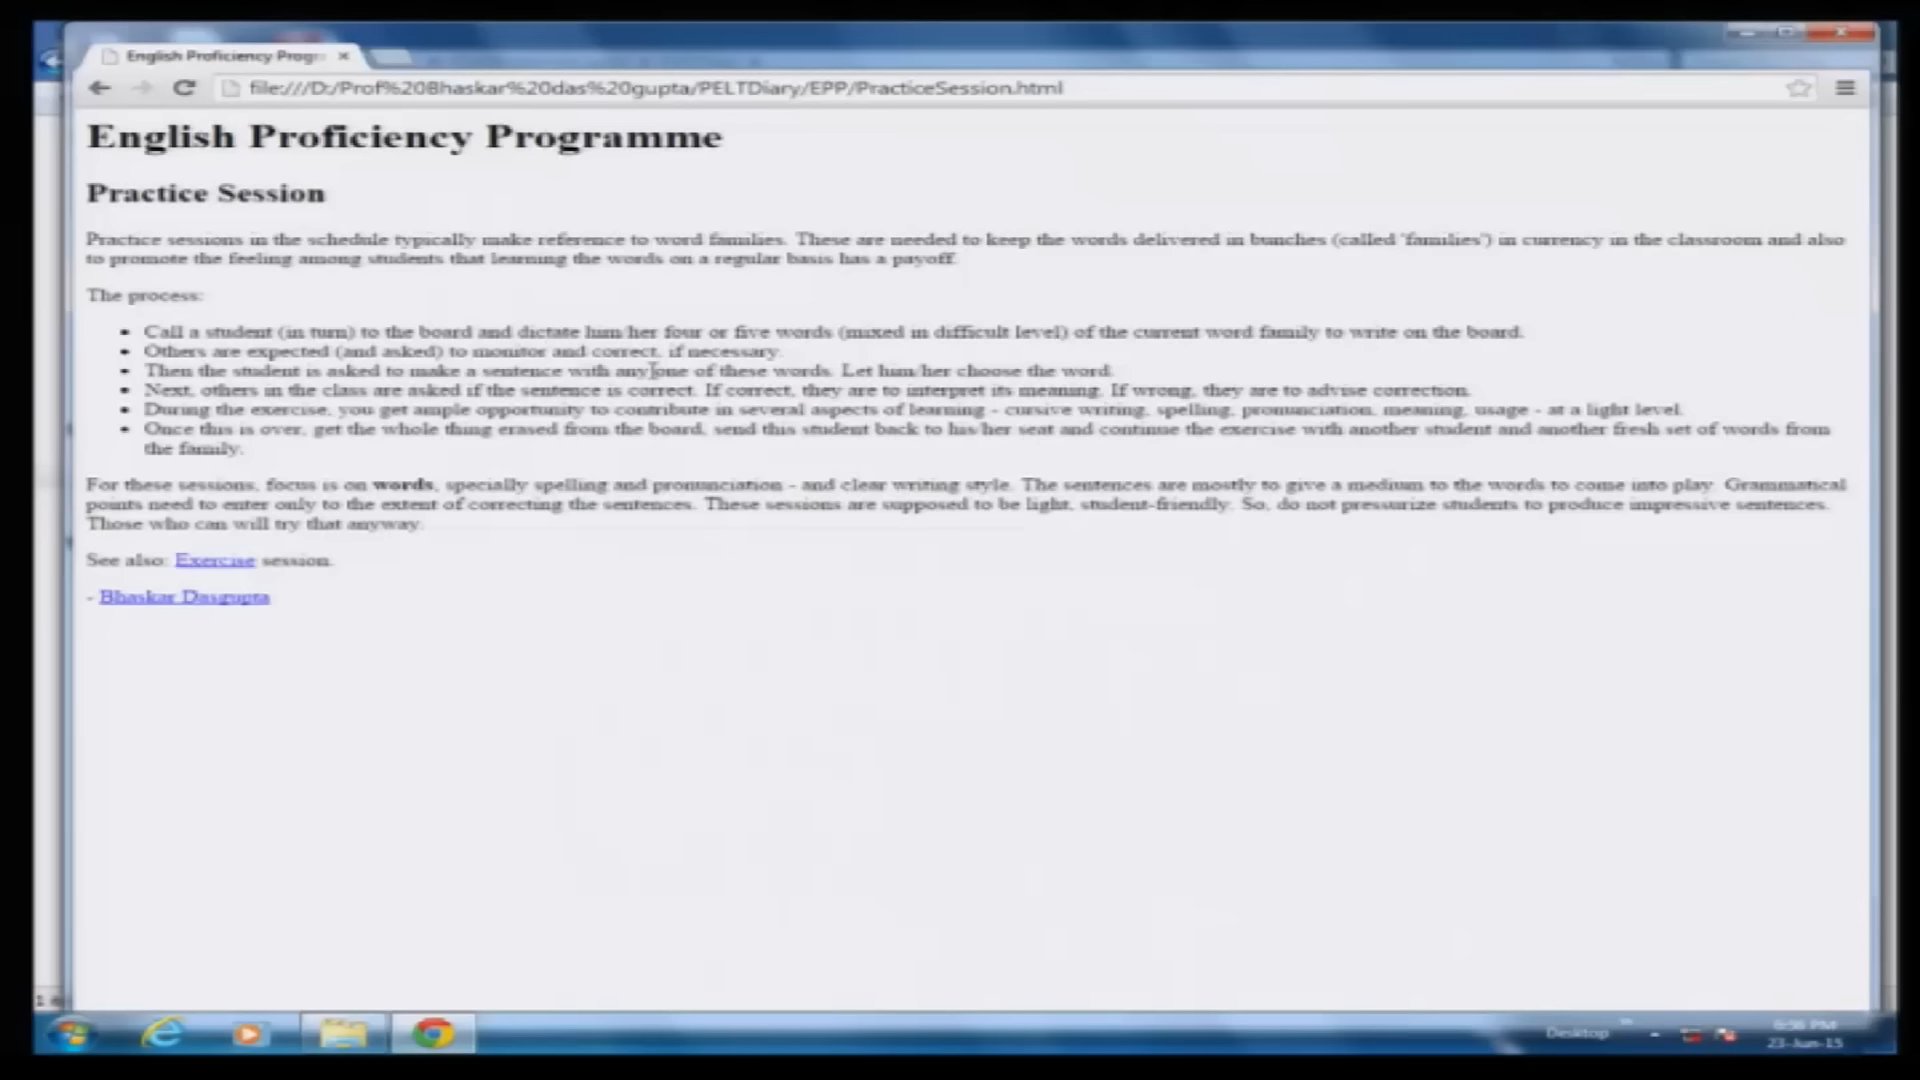 English Proficiency Progr
file:///D:/Prof%20Bhaskar%20das%20gupta/PELTDiary/EPP/PracticeSession.html
English Proficiency Programme
Practice Session
Practice sessions in the schedule typically make reference to word families. These are needed to keep the words delivered in bunches (called 'families') in currency in the classroom and also
to promote the feeling among students that learning the words on a regular basis has a payoff.
The process:
• Call a student (in turn) to the board and dictate him/her four or five words (mixed in difficult level) of the current word family to write on the board.
• Others are expected (and asked) to monitor and correct, if necessary.
• Then the student is asked to make a sentence with any one of these words. Let him/her choose the word.
• Next, others in the class are asked if the sentence is correct. If correct, they are to interpret its meaning. If wrong, they are to advise correction.
• During the exercise, you get ample opportunity to contribute in several aspects of learning - cursive writing, spelling, pronunciation, meaning, usage - at a light level.
• Once this is over, get the whole thing erased from the board, send this student back to his/her seat and continue the exercise with another student and another fresh set of words from
the family.
For these sessions, focus is on words, specially spelling and pronunciation - and clear writing style. The sentences are mostly to give a medium to the words to come into play. Grammatical
points need to enter only to the extent of correcting the sentences. These sessions are supposed to be light, student-friendly. So, do not pressurize students to produce impressive sentences.
Those who can will try that anyway.
See also: Exercise session.
- Bhaskar Dasgupta
Desktop
23-Jun-15